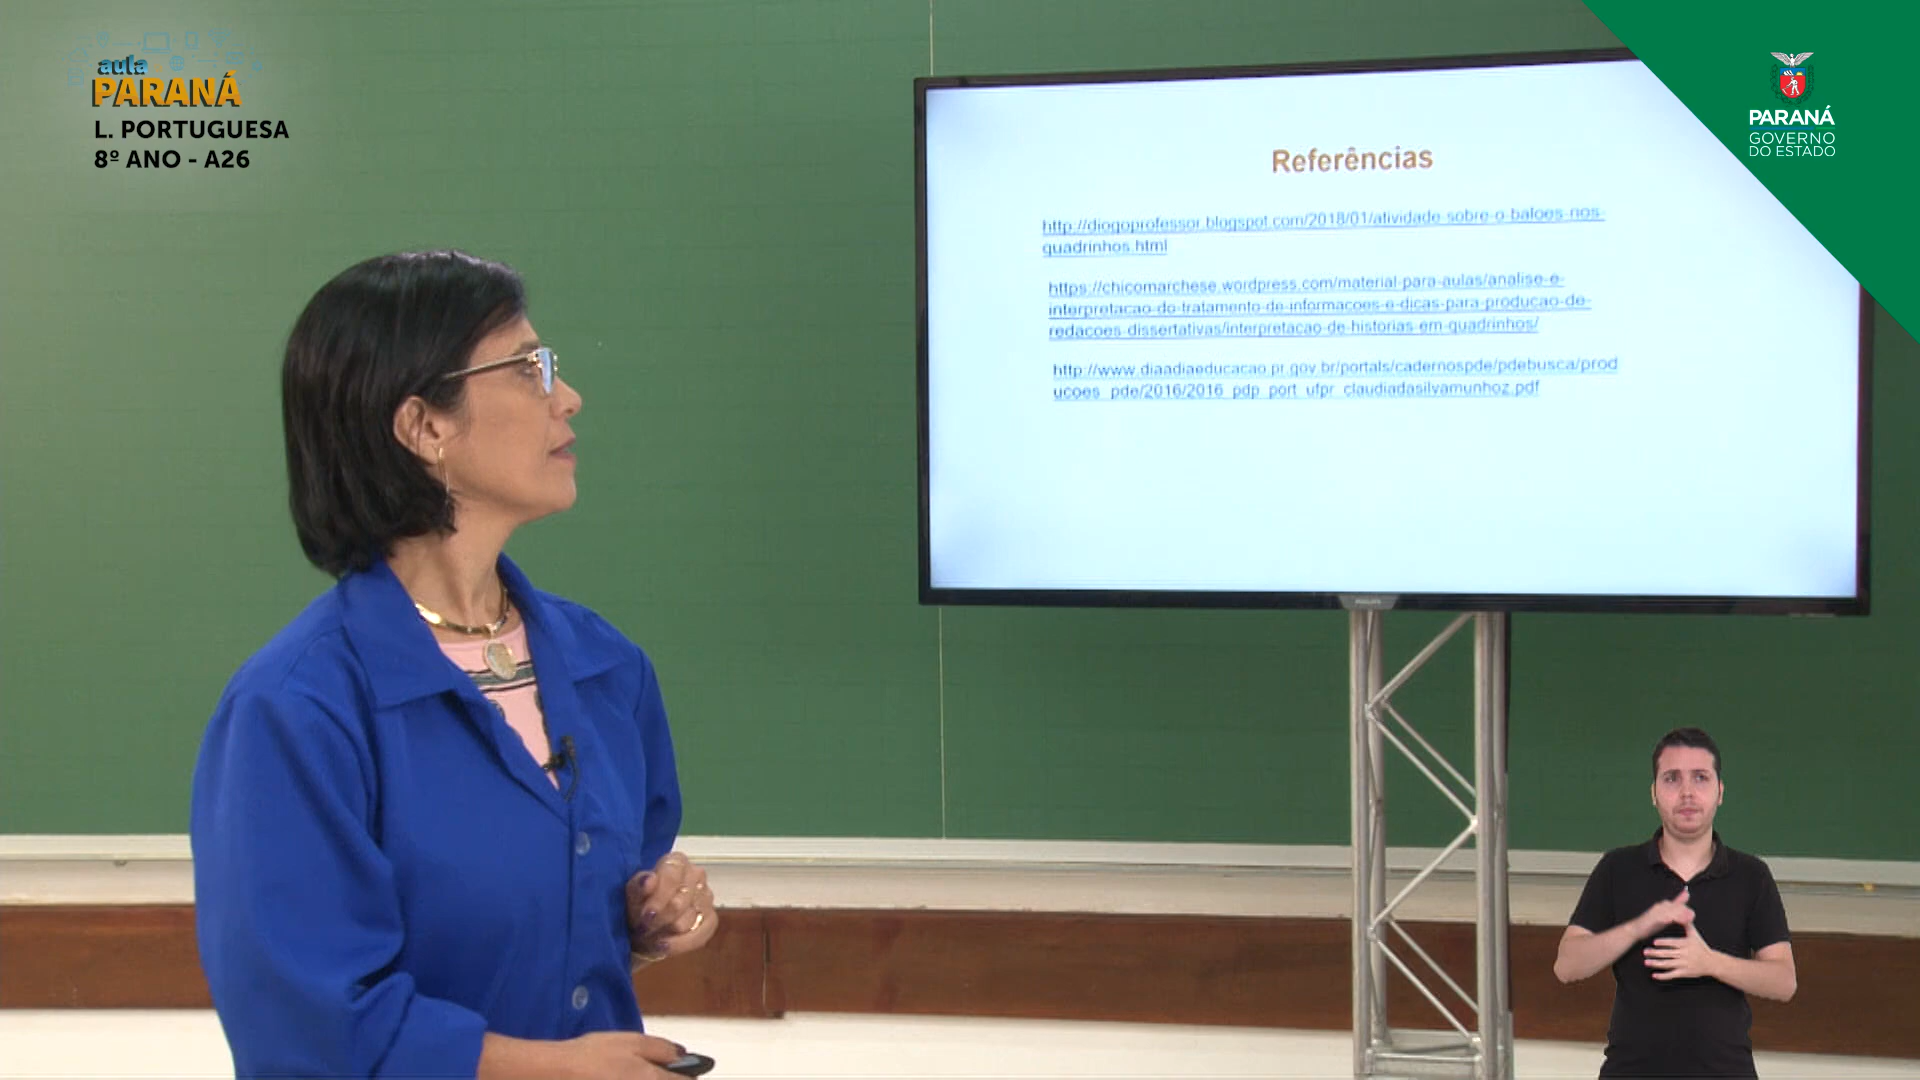 aula
PARANÁ
L. PORTUGUESA
8º ANO - A26
PARANÁ
GOVERNO
DO ESTADO
Referências
http://diogoprofessor.blogspot.com/2018/01/atividade-sobre-o-baloes-nos-
quadrinhos.html
https://chicomarchese.wordpress.com/material-para-aulas/analise-e-
interpretacao-do-tratamento-de-informacoes-e-dicas-para-producao-de-
redacoes-dissertativas/interpretacao-de-historias-em-quadrinhos/
http://www.diaadiaeducacao.pr.gov.br/portals/cadernospde/pdebusca/prod
ucoes_pde/2016/2016_pdp_port_ufpr_claudiadasilvamunhoz.pdf
PHILIPS